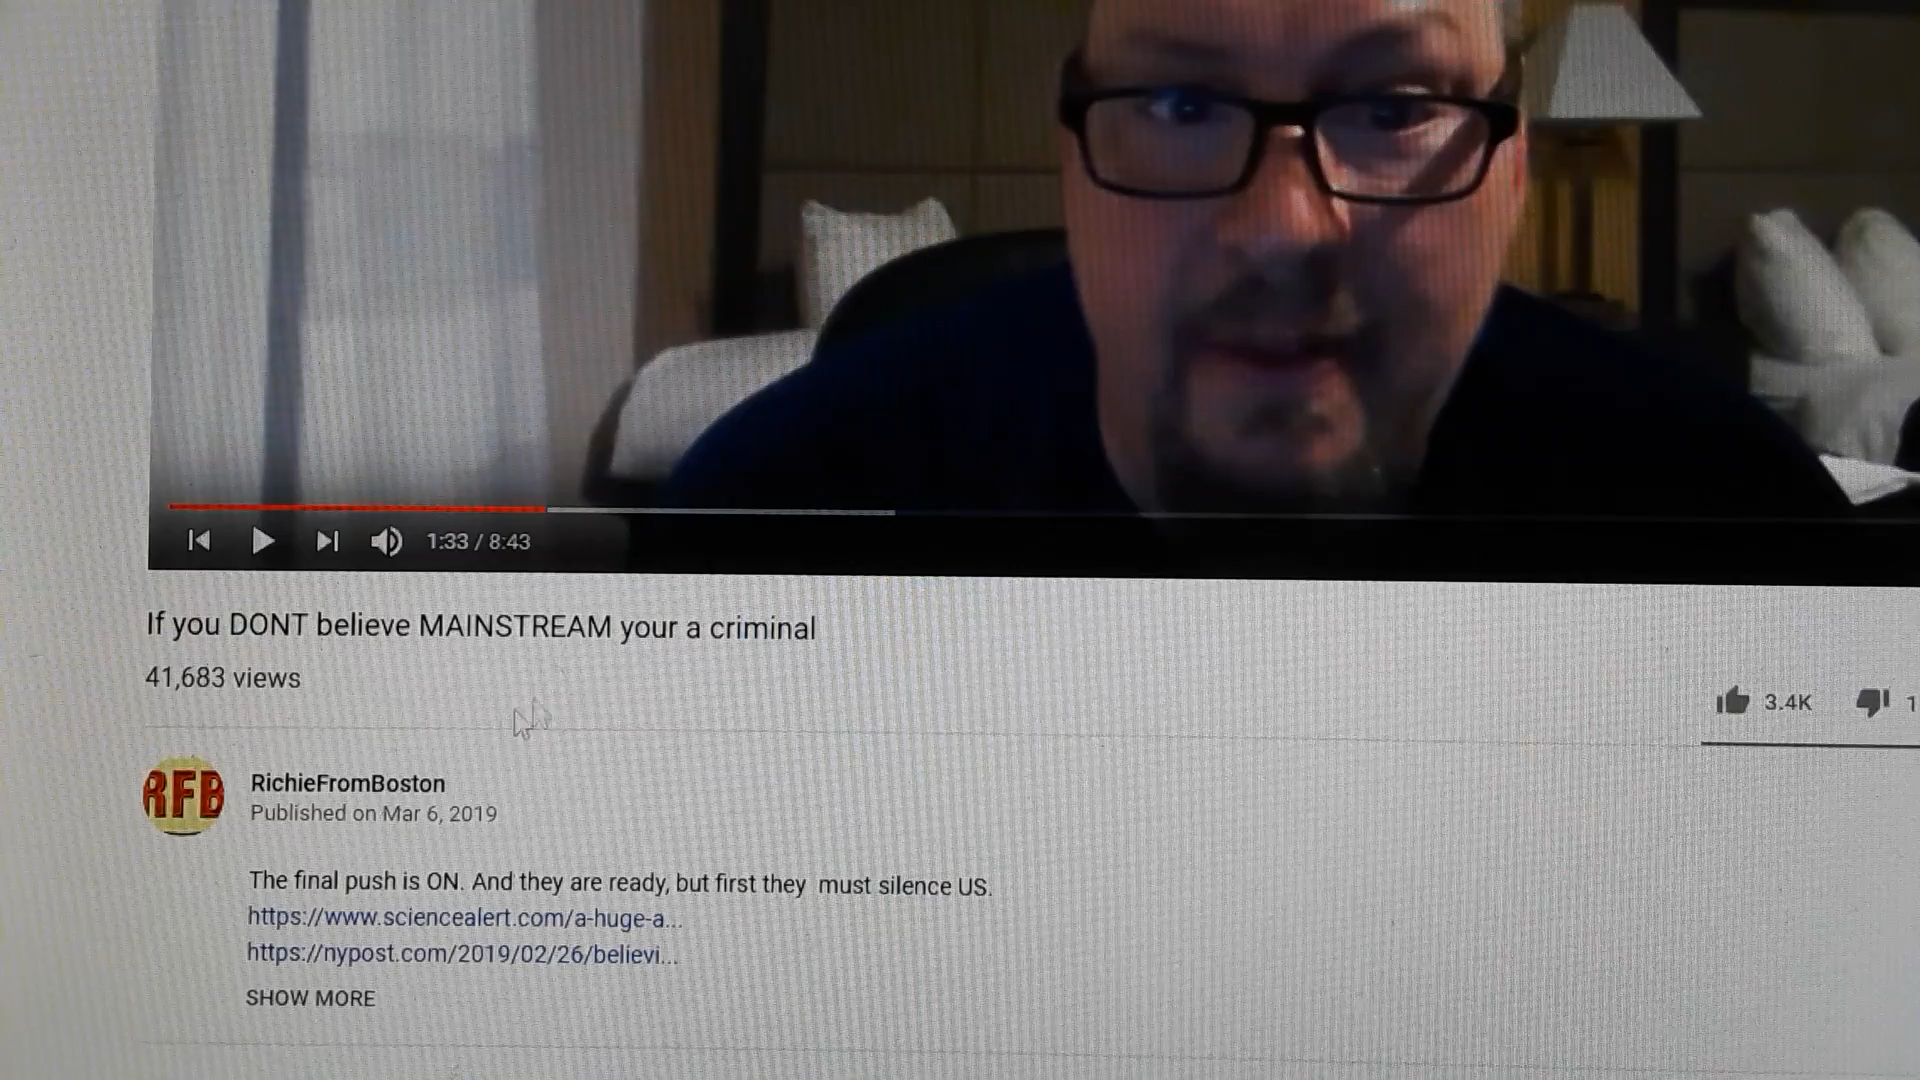 1:33 / 8:43
If you DONT believe MAINSTREAM your a criminal
41,683 views
3.4K
1
RFB
RichieFromBoston
Published on Mar 6, 2019
The final push is ON. And they are ready, but first they  must silence US.
https://www.sciencealert.com/a-huge-a...
https://nypost.com/2019/02/26/believi...
SHOW MORE